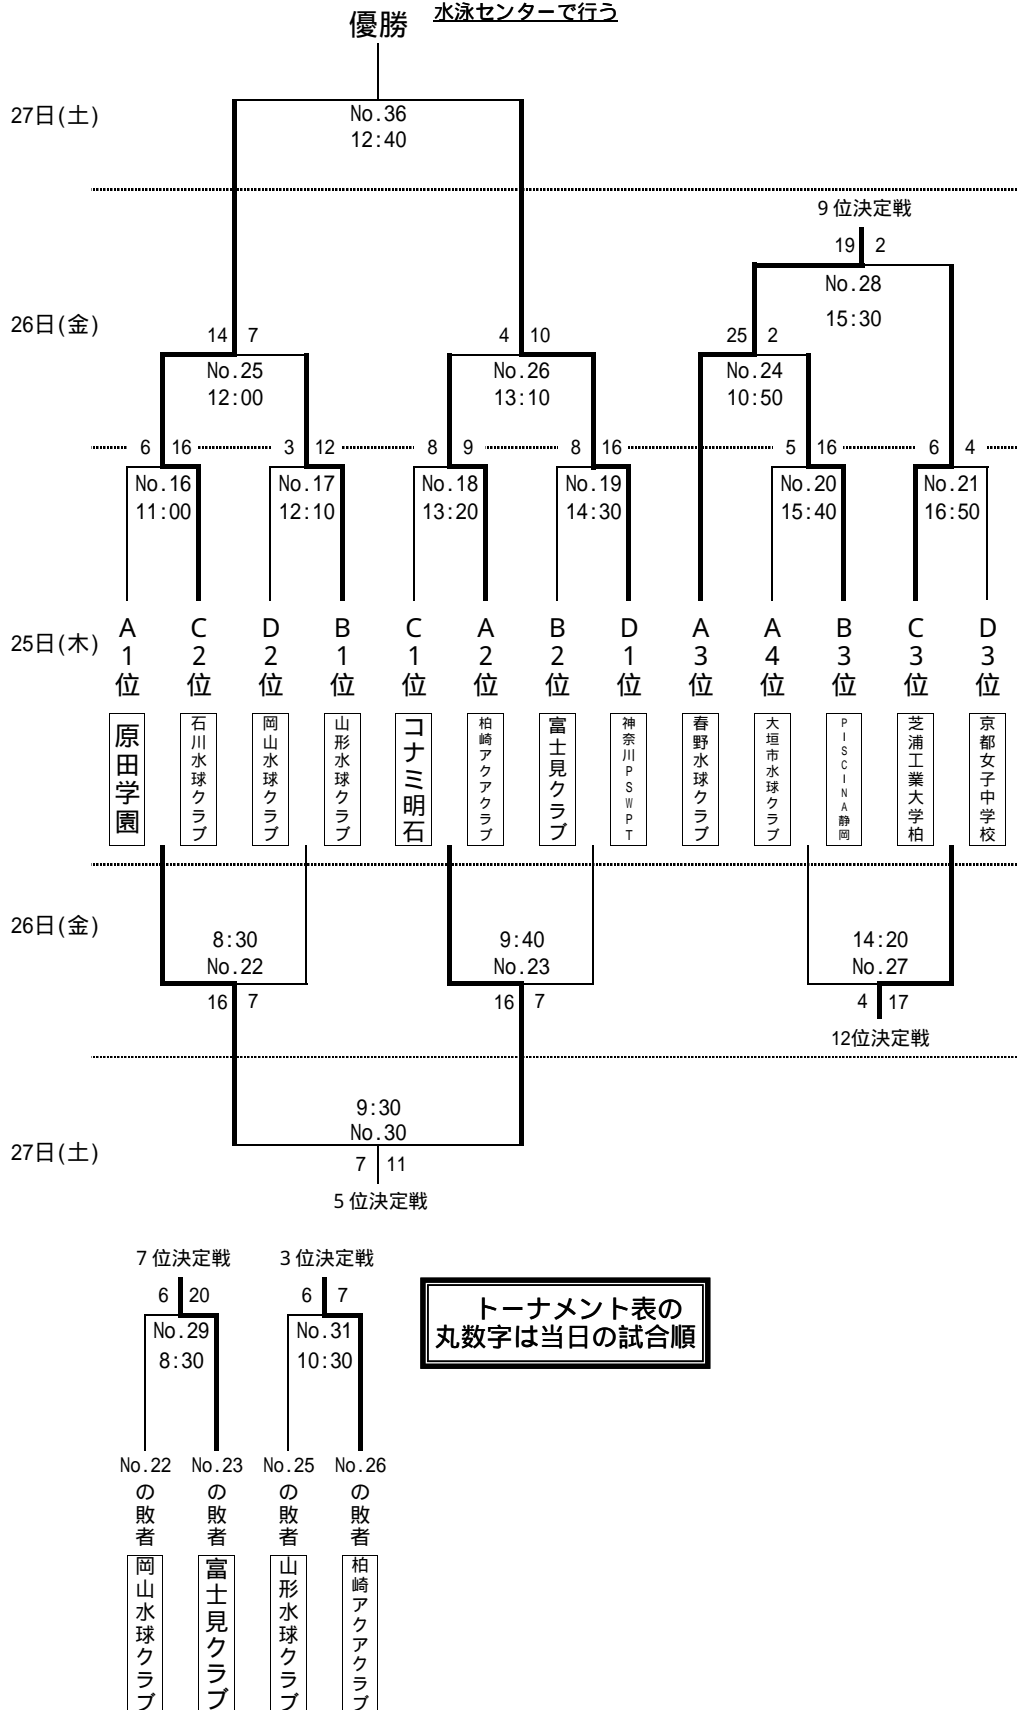 水泳センターで行う
優勝
27日(土)
No.36
12:40
9位決定戦
19 2
No.28
15:30
26日(金)
14 7
4 10
25 2
No.25
12:00
No.26
13:10
No.24
10:50
6 16
3 12
8 9
8 16
5 16
6 4
No.16
11:00
No.17
12:10
No.18
13:20
No.19
14:30
No.20
15:40
No.21
16:50
25日(木)
A1位
C2位
D2位
B1位
C1位
A2位
B2位
D1位
A3位
A4位
B3位
C3位
D3位
原田学園
石川水球クラブ
岡山水球クラブ
山形水球クラブ
コナミ明石
柏崎アクアクラブ
富士見クラブ
神奈川PSWPT
春野水球クラブ
大垣市水球クラブ
PISCINA静岡
芝浦工業大学柏
京都女子中学校
26日(金)
8:30
No.22
16 7
9:40
No.23
16 7
14:20
No.27
4 17
12位決定戦
27日(土)
9:30
No.30
7 11
5位決定戦
7位決定戦
6 20
No.29
8:30
3位決定戦
6 7
No.31
10:30
トーナメント表の
丸数字は当日の試合順
No.22の敗者
No.23の敗者
No.25の敗者
No.26の敗者
岡山水球クラブ
富士見クラブ
山形水球クラブ
柏崎アクアクラブ